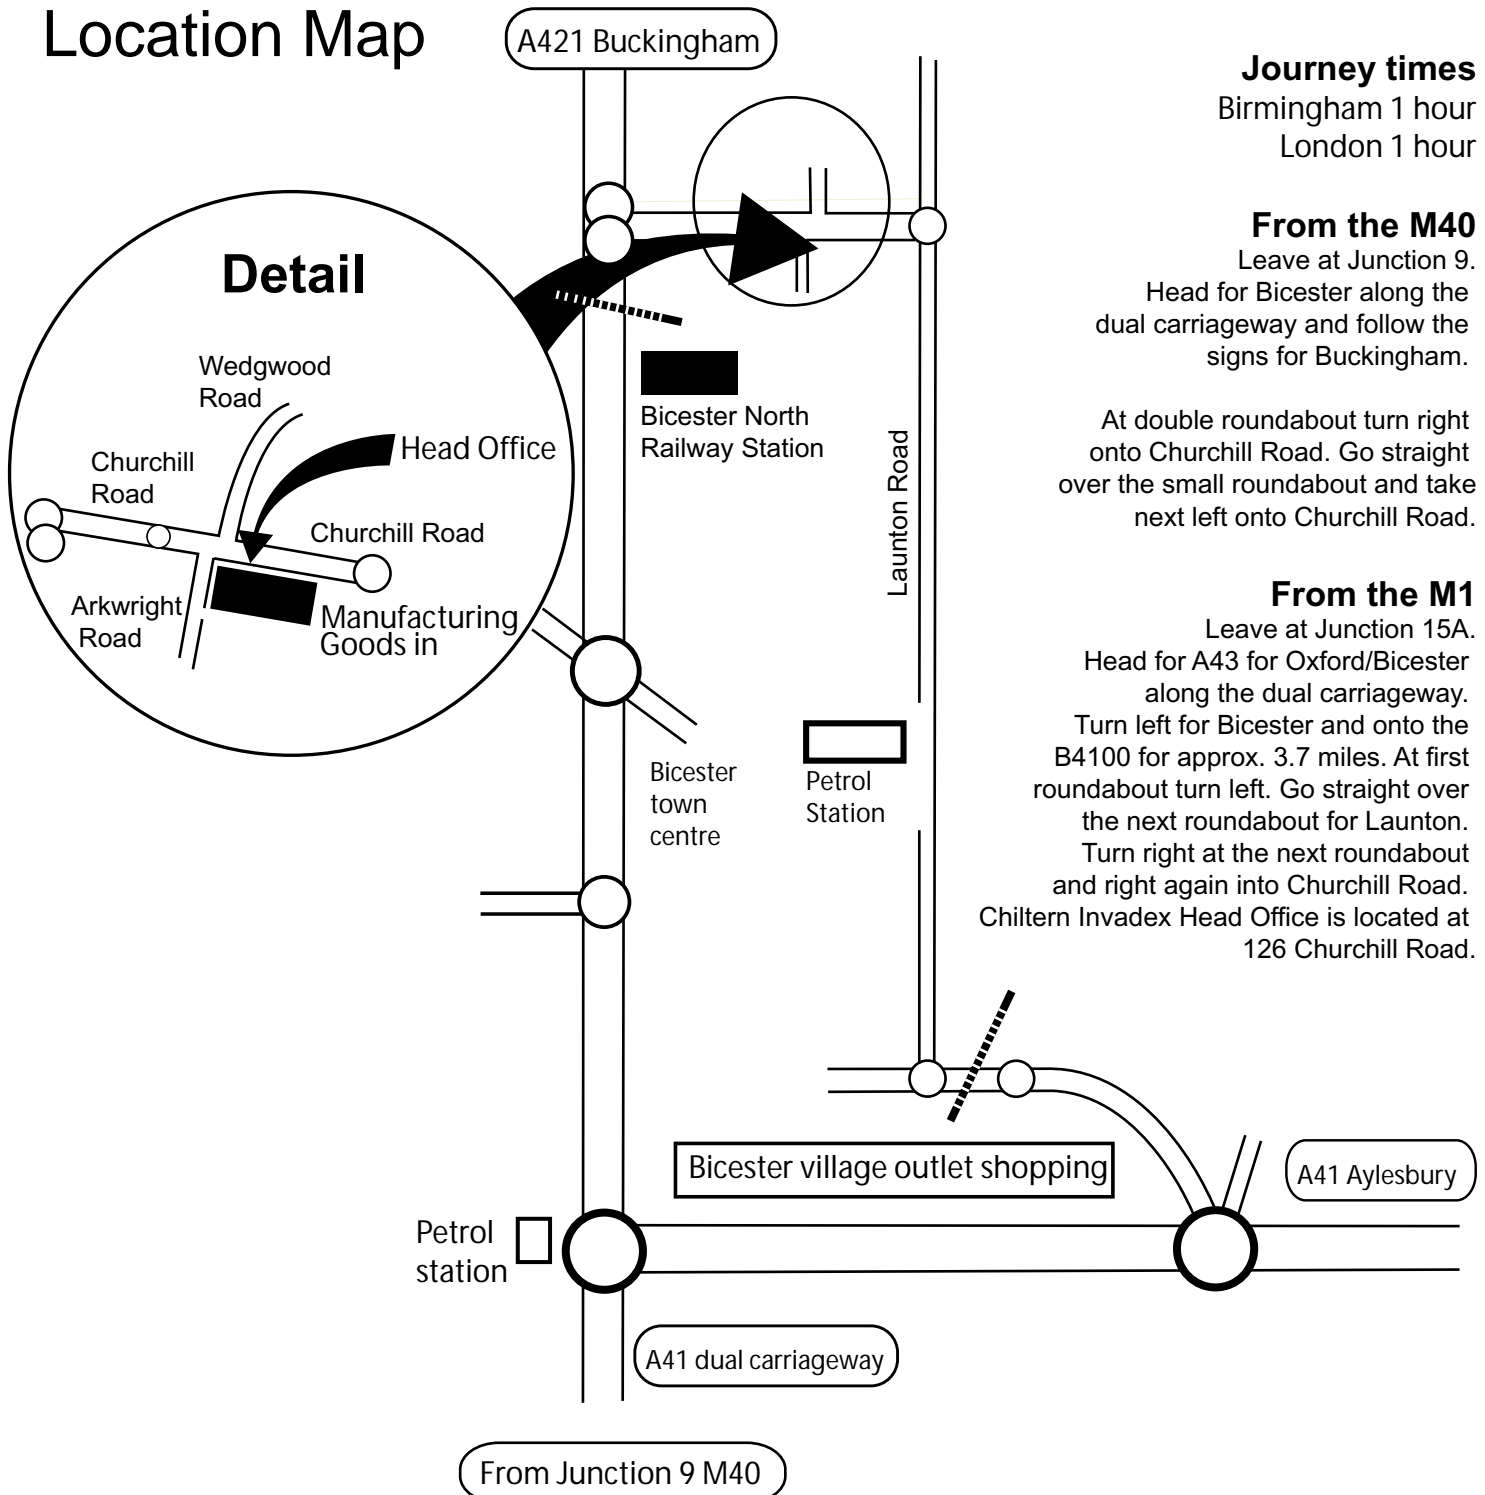 Location Map
A421 Buckingham
Journey times
Birmingham 1 hour
London 1 hour
From the M40
Leave at Junction 9.
Head for Bicester along the
dual carriageway and follow the
signs for Buckingham.
At double roundabout turn right
onto Churchill Road. Go straight
over the small roundabout and take
next left onto Churchill Road.
From the M1
Leave at Junction 15A.
Head for A43 for Oxford/Bicester
along the dual carriageway.
Turn left for Bicester and onto the
B4100 for approx. 3.7 miles. At first
roundabout turn left. Go straight over
the next roundabout for Launton.
Turn right at the next roundabout
and right again into Churchill Road.
Chiltern Invadex Head Office is located at
126 Churchill Road.
Detail
Wedgwood
Road
Head Office
Churchill
Road
Churchill Road
Arkwright
Road
Manufacturing
Goods in
Bicester North
Railway Station
Launton Road
Bicester
town
centre
Petrol
Station
Bicester village outlet shopping
A41 Aylesbury
Petrol
station
A41 dual carriageway
From Junction 9 M40